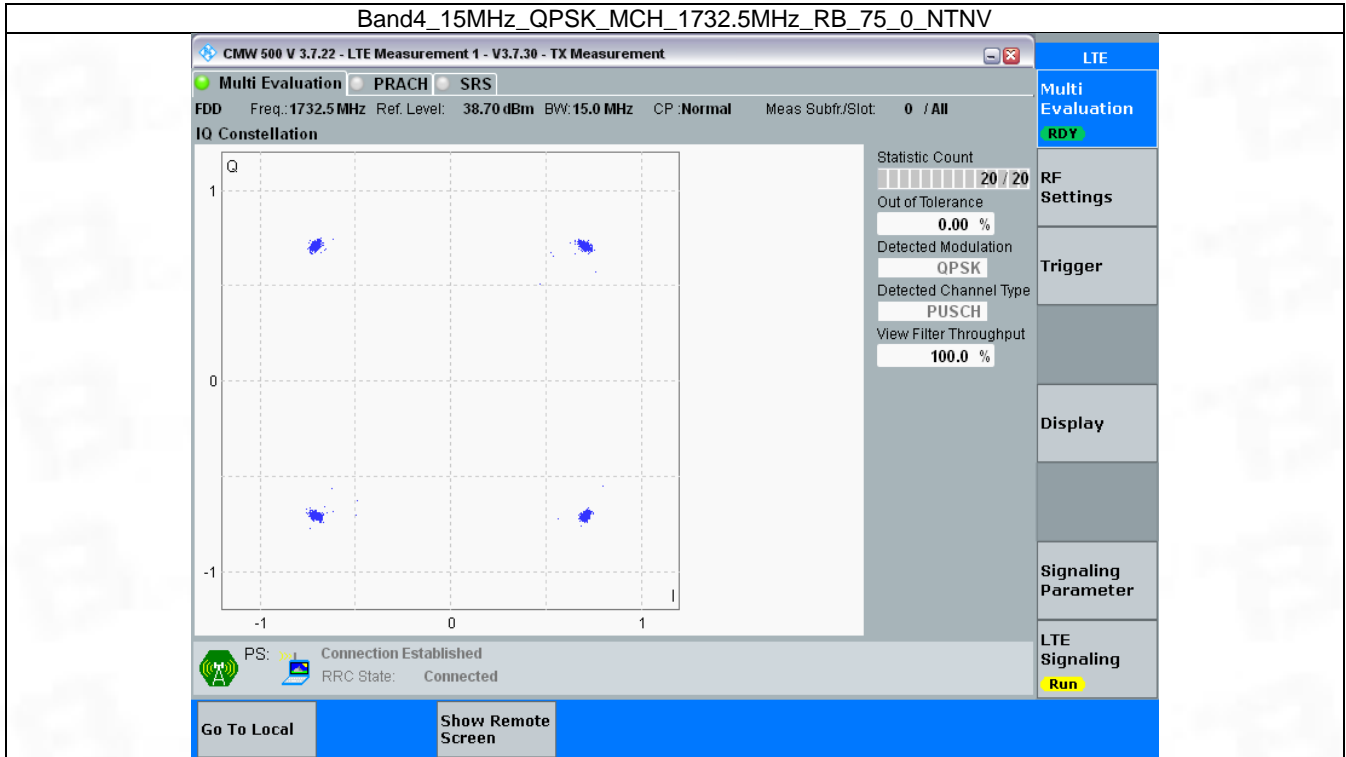 Band4_15MHz_QPSK_MCH_1732.5MHz_RB_75_0_NTNV
CMW 500 V 3.7.22 - LTE Measurement 1 - V3.7.30 - TX Measurement
LTE
Multi Evaluation PRACH SRS
FDD Freq.: 1732.5 MHz Ref. Level: 38.70 dBm BW: 15.0 MHz CP : Normal Meas Subfr./Slot: 0 / All
IQ Constellation
Q
1
0
-1
I
-1 0 1
Statistic Count
20 / 20
Out of Tolerance
0.00 %
Detected Modulation
QPSK
Detected Channel Type
PUSCH
View Filter Throughput
100.0 %
Multi
Evaluation
RDY
RF
Settings
Trigger
Display
Signaling
Parameter
LTE
Signaling
Run
PS: Connection Established
RRC State: Connected
Go To Local
Show Remote
Screen